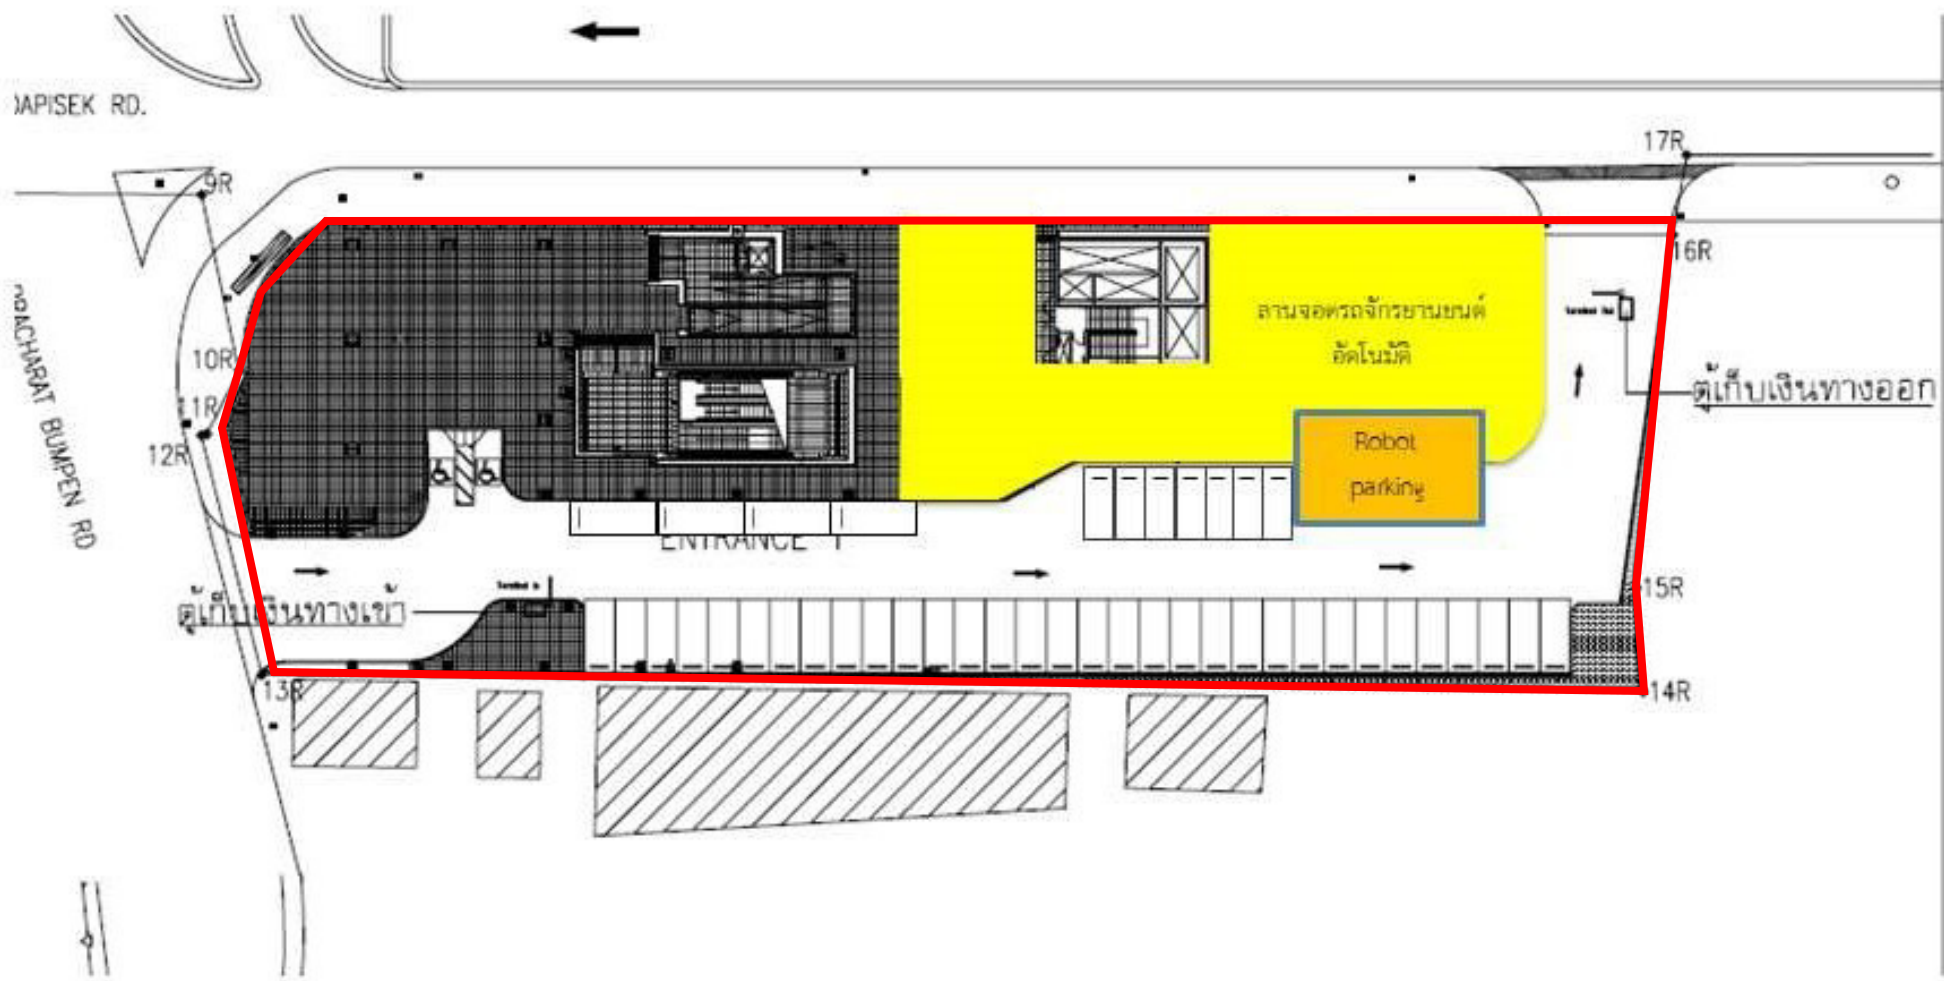 DAPISEK RD.
17R
9R
16R
ลานจอดรถจักรยานยนต์
อัตโนมัติ
10R
ตู้เก็บเงินทางออก
11R
PRACHARAT BUMPEN RD
12R
Robot
parking
ENTRANCE 1
15R
ตู้เก็บเงินทางเข้า
13R
14R